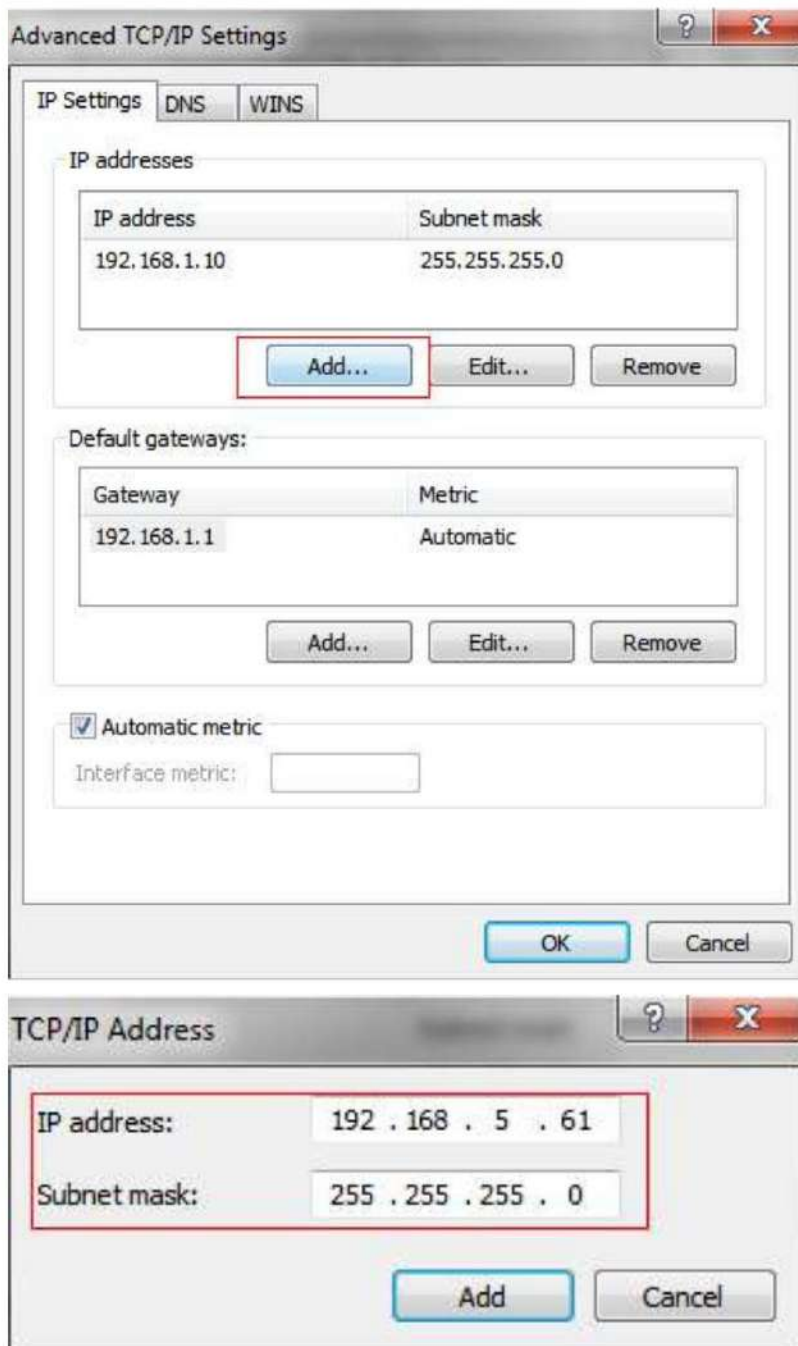 Advanced TCP/IP Settings
IP Settings DNS WINS
IP addresses
IP address Subnet mask
192.168.1.10 255.255.255.0
Add... Edit... Remove
Default gateways:
Gateway Metric
192.168.1.1 Automatic
Add... Edit... Remove
Automatic metric
Interface metric:
OK Cancel
TCP/IP Address
IP address: 192 . 168 . 5 . 61
Subnet mask: 255 . 255 . 255 . 0
Add Cancel